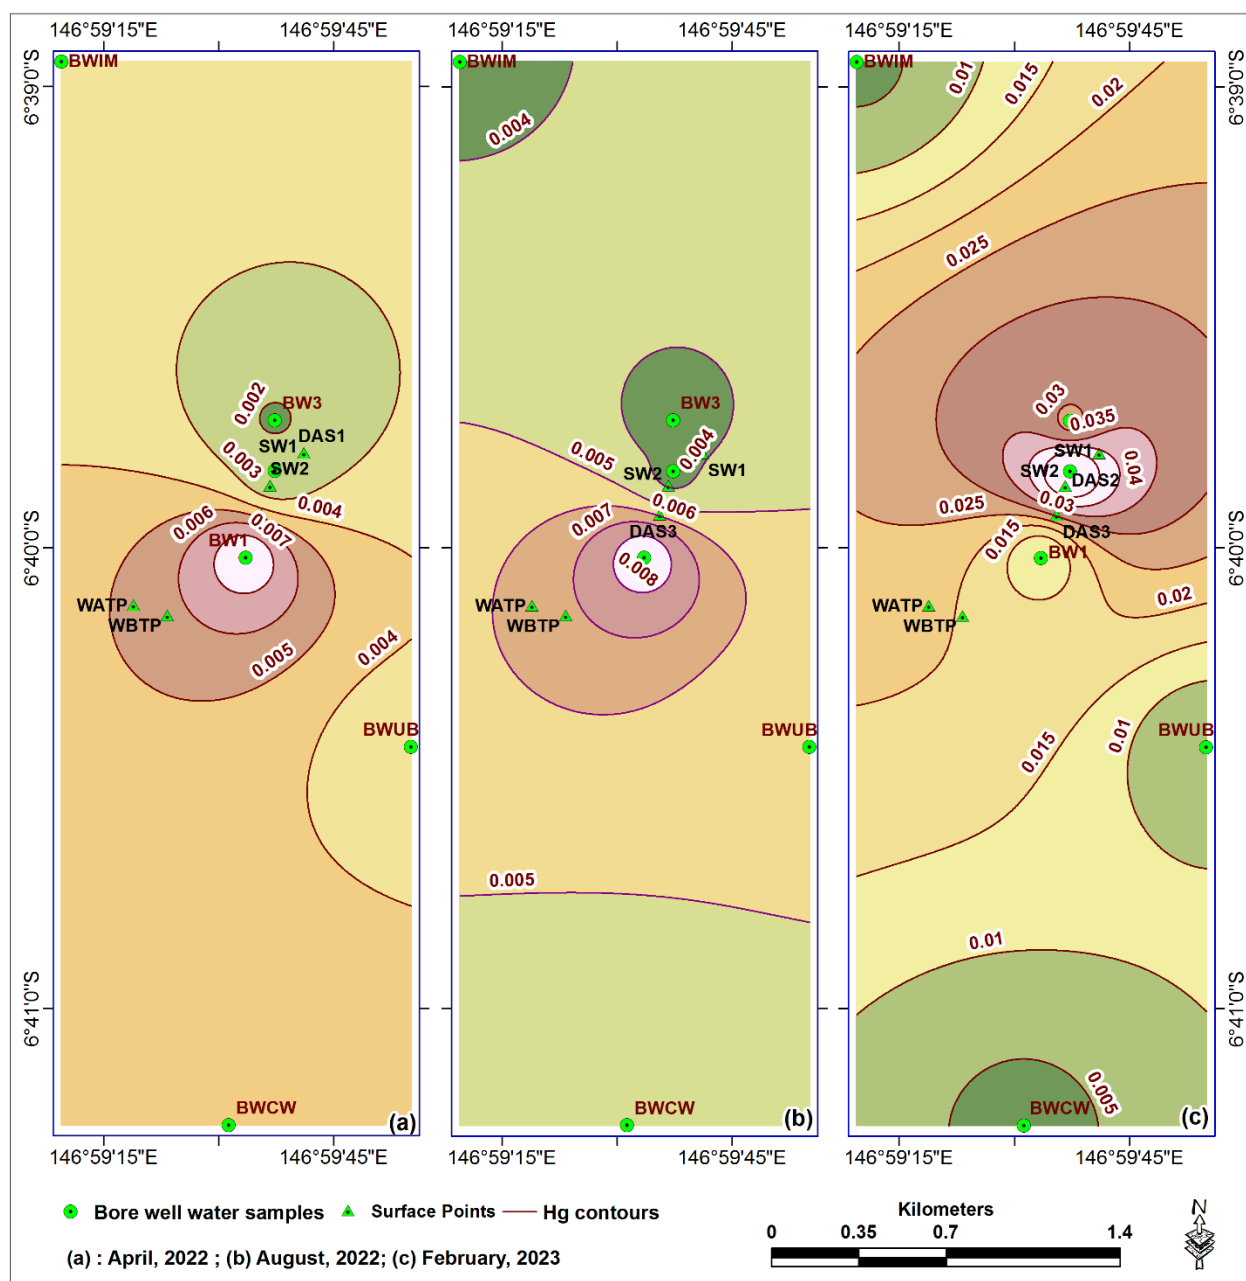 146°59'15"E 146°59'45"E 146°59'15"E 146°59'45"E 146°59'15"E 146°59'45"E
6°39'0"S
6°40'0"S
6°41'0"S
BWIM
0.002
BW3
SW1
DAS1
SW2
0.003
0.004
0.006
0.007
BW1
WATP
WBTP
0.005
0.004
BWUB
BWCW
(a)
BWIM
0.004
BW3
0.004
SW2
SW1
0.005
0.006
0.007
DAS3
0.008
WATP
WBTP
BWUB
0.005
BWCW
(b)
BWIM
0.01
0.015
0.02
0.025
0.03
0.035
SW1
SW2
DAS2
0.04
0.03
0.025
DAS3
0.015
BW1
WATP
WBTP
0.02
BWUB
0.01
0.015
0.01
BWCW
0.005
(c)
6°39'0"S
6°40'0"S
6°41'0"S
146°59'15"E 146°59'45"E 146°59'15"E 146°59'45"E 146°59'15"E 146°59'45"E
Bore well water samples Surface Points Hg contours
(a) : April, 2022 ; (b) August, 2022; (c) February, 2023
Kilometers
0 0.35 0.7 1.4
N